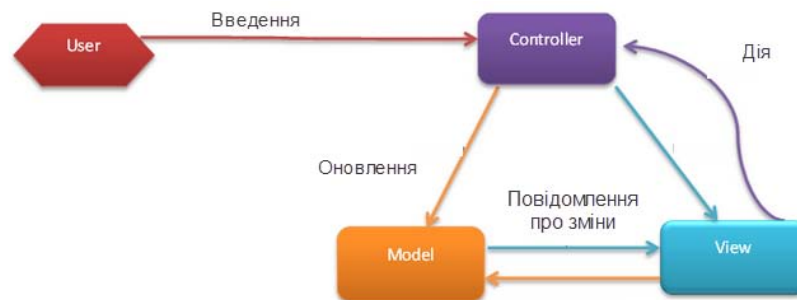 Введення
User
Controller
Дія
Оновлення
Повідомлення
про зміни
Model
View